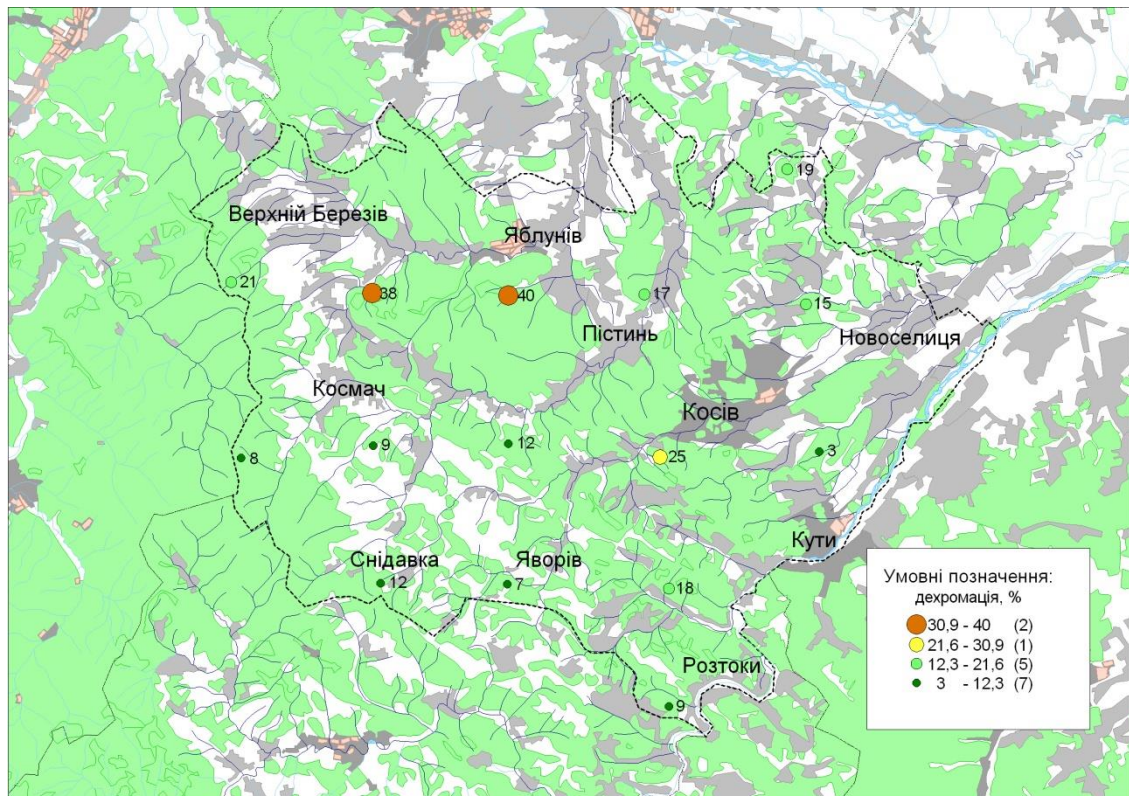 19
Верхній Березів
Яблунів
21
38
40
17
15
Пістинь
Новоселиця
Космач
Косів
9
12
8
25
3
Кути
Снідавка
Яворів
12
7
18
Розтоки
9
Умовні позначення:
дехромація, %
30,9 - 40 (2)
21,6 - 30,9 (1)
12,3 - 21,6 (5)
3 - 12,3 (7)